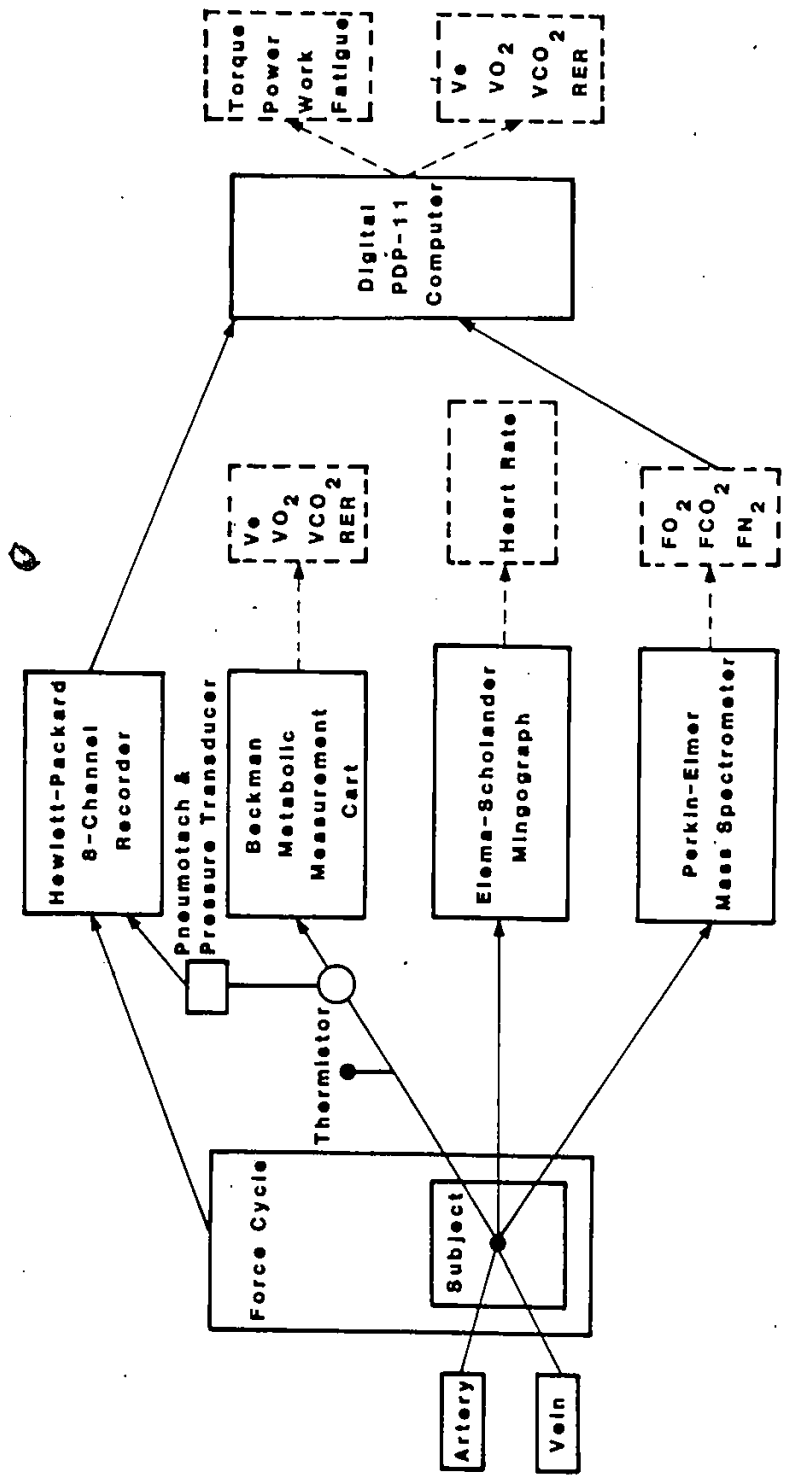 Artery
Vein
Force Cycle
Subject
Thermistor
Pneumotach &
Pressure Transducer
Hewlett-Packard
8-Channel
Recorder
Beckman
Metabolic
Measurement
Cart
Elema-Scholander
Mingograph
Perkin-Elmer
Mass Spectrometer
Ve
VO2
VCO2
RER
Heart Rate
FO2
FCO2
FN2
Digital
PDP-11
Computer
Torque
Power
Work
Fatigue
Ve
VO2
VCO2
RER